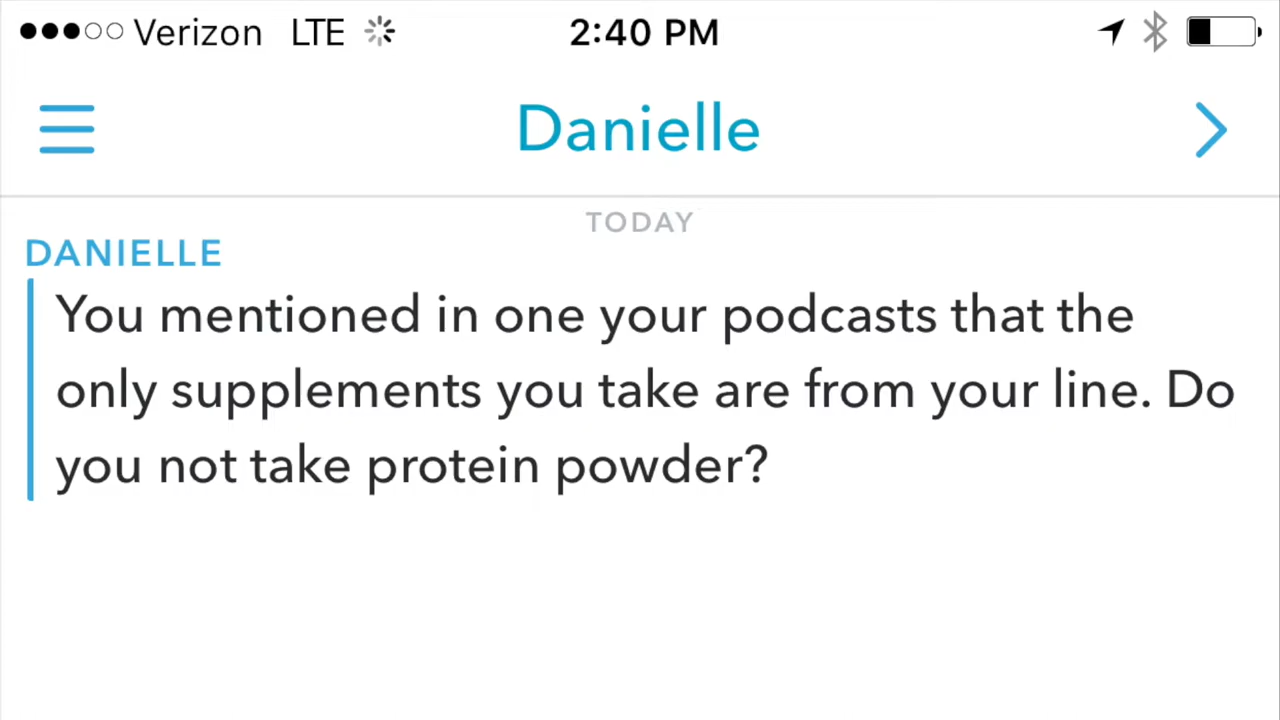 Verizon LTE 2:40 PM
Danielle
TODAY
DANIELLE
You mentioned in one your podcasts that the
only supplements you take are from your line. Do
you not take protein powder?